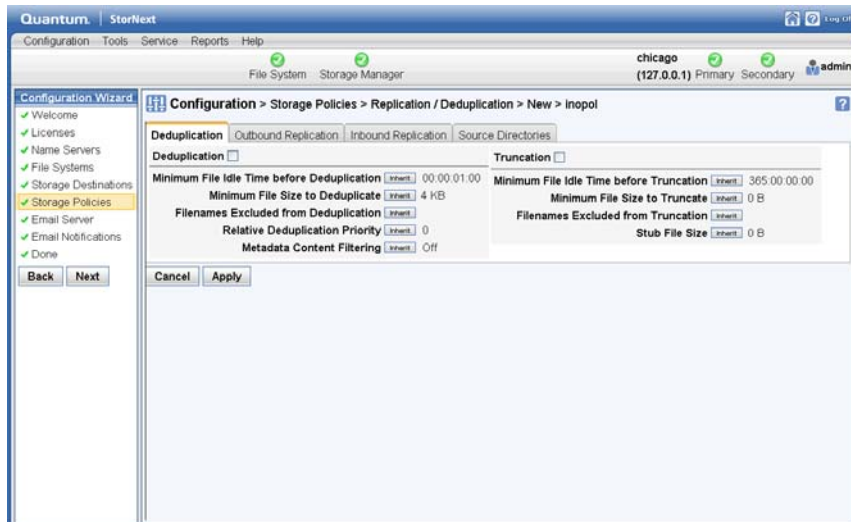 Quantum. StorNext
Log Of
Configuration Tools Service Reports Help
File System Storage Manager
chicago
(127.0.0.1) Primary Secondary
admin
Configuration Wizard
Welcome
Licenses
Name Servers
File Systems
Storage Destinations
Storage Policies
Email Server
Email Notifications
Done
Back Next
Configuration > Storage Policies > Replication / Deduplication > New > inopol
?
Deduplication Outbound Replication Inbound Replication Source Directories
Deduplication
Minimum File Idle Time before Deduplication Inherit 00:00:01:00
Minimum File Size to Deduplicate Inherit 4 KB
Filenames Excluded from Deduplication Inherit
Relative Deduplication Priority Inherit 0
Metadata Content Filtering Inherit Off
Truncation
Minimum File Idle Time before Truncation Inherit 365:00:00:00
Minimum File Size to Truncate Inherit 0 B
Filenames Excluded from Truncation Inherit
Stub File Size Inherit 0 B
Cancel Apply